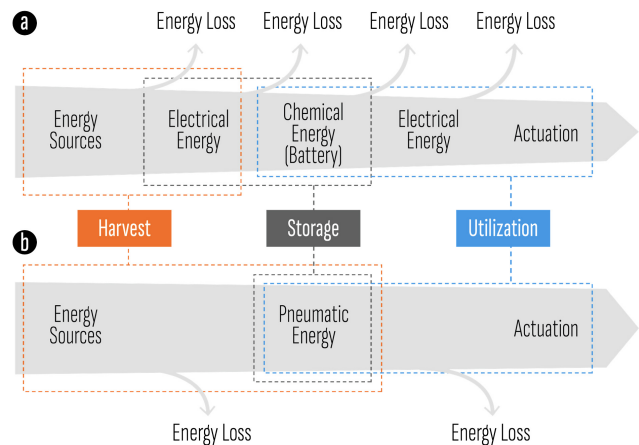 a
Energy Loss Energy Loss Energy Loss Energy Loss
Energy
Sources
Electrical
Energy
Chemical
Energy
(Battery)
Electrical
Energy
Actuation
Harvest
Storage
Utilization
b
Energy
Sources
Pneumatic
Energy
Actuation
Energy Loss
Energy Loss